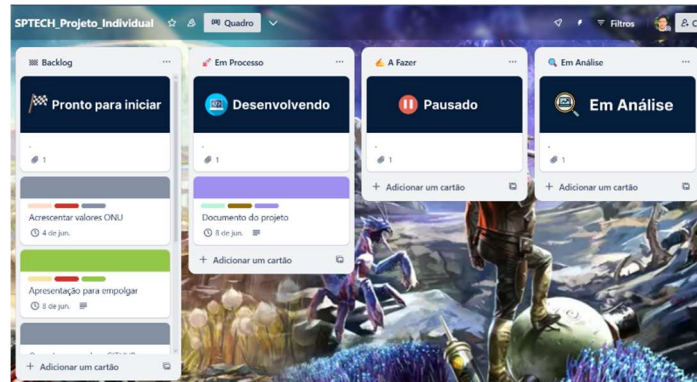 SPTECH_Projeto_Individual
Quadro
Filtros
Backlog
Pronto para iniciar
.
1
Acrescentar valores ONU
4 de jun.
Apresentação para empolgar
8 de jun.
+ Adicionar um cartão
Em Processo
Desenvolvendo
.
1
Documento do projeto
8 de jun.
+ Adicionar um cartão
A Fazer
Pausado
.
1
+ Adicionar um cartão
Em Análise
Em Análise
.
1
+ Adicionar um cartão